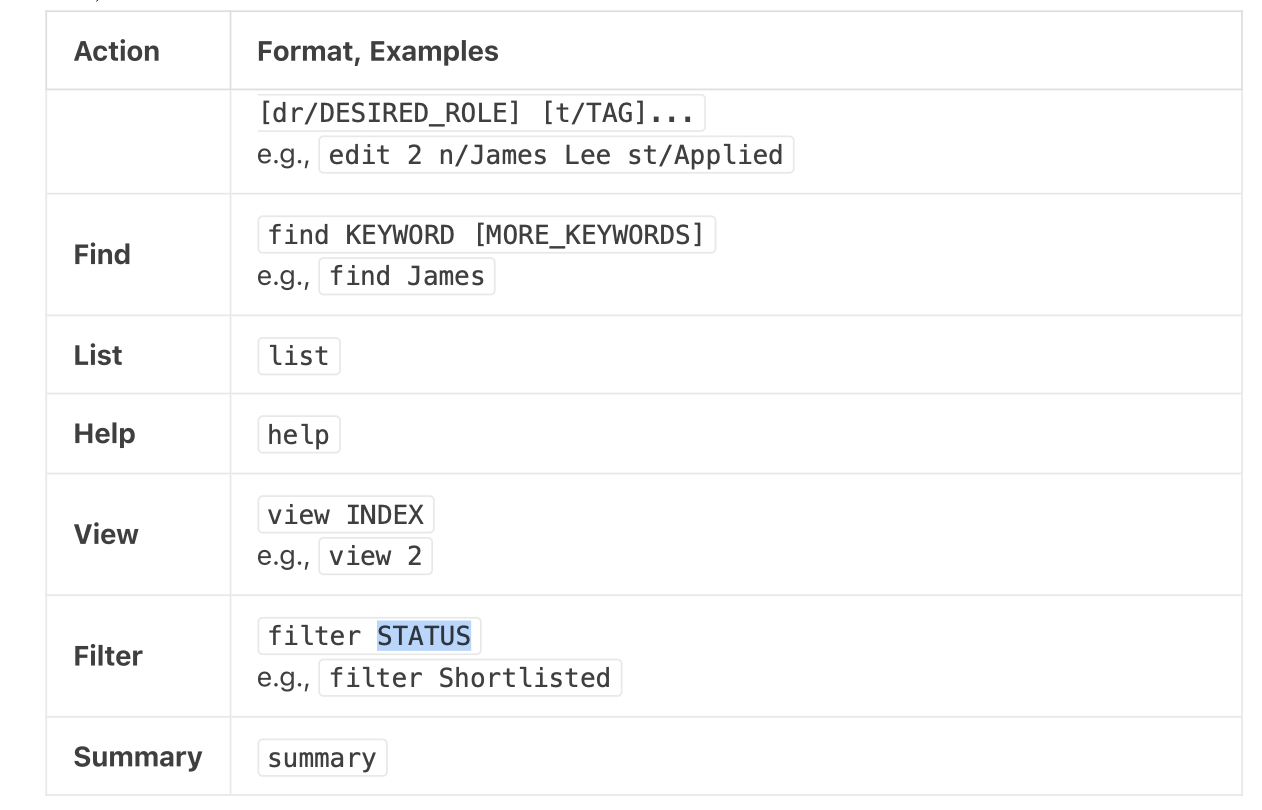 Action Format, Examples
[dr/DESIRED_ROLE] [t/TAG]...
e.g., edit 2 n/James Lee st/Applied
Find
find KEYWORD [MORE_KEYWORDS]
e.g., find James
List list
Help help
View
view INDEX
e.g., view 2
Filter
filter STATUS
e.g., filter Shortlisted
Summary summary